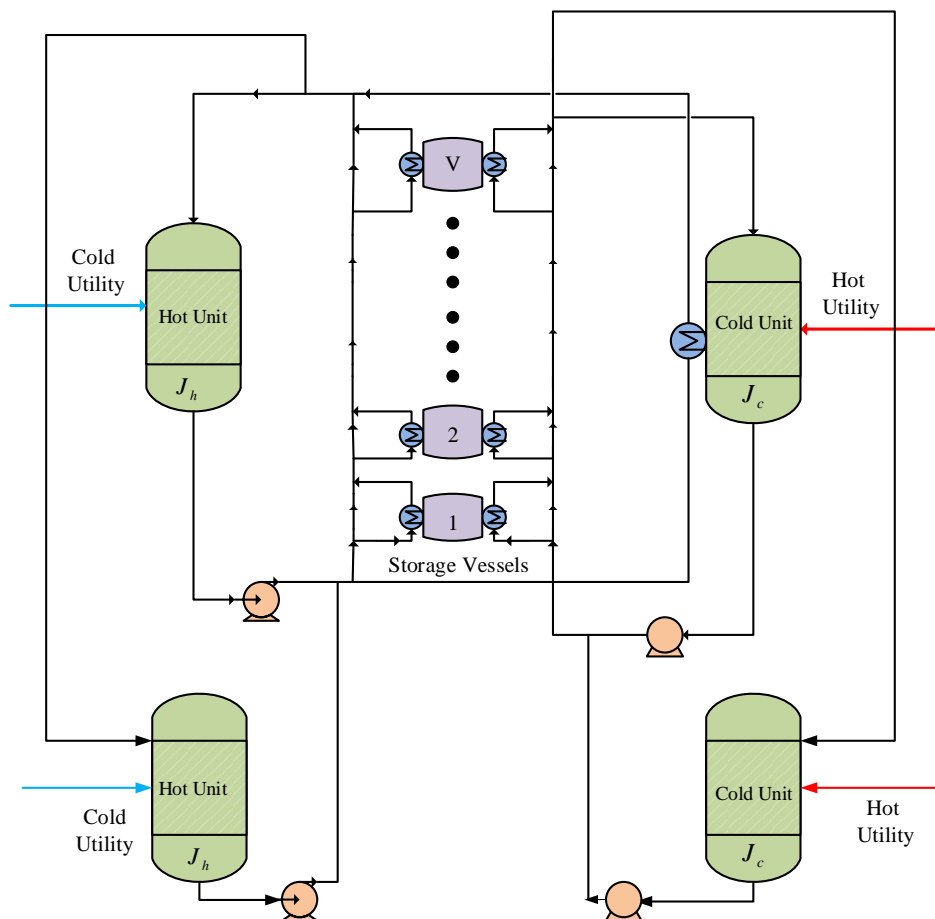 V
Cold
Utility
Hot
Utility
Hot Unit
Cold Unit
J_h
J_c
2
1
Storage Vessels
Hot Unit
Cold Unit
Cold
Utility
Hot
Utility
J_h
J_c